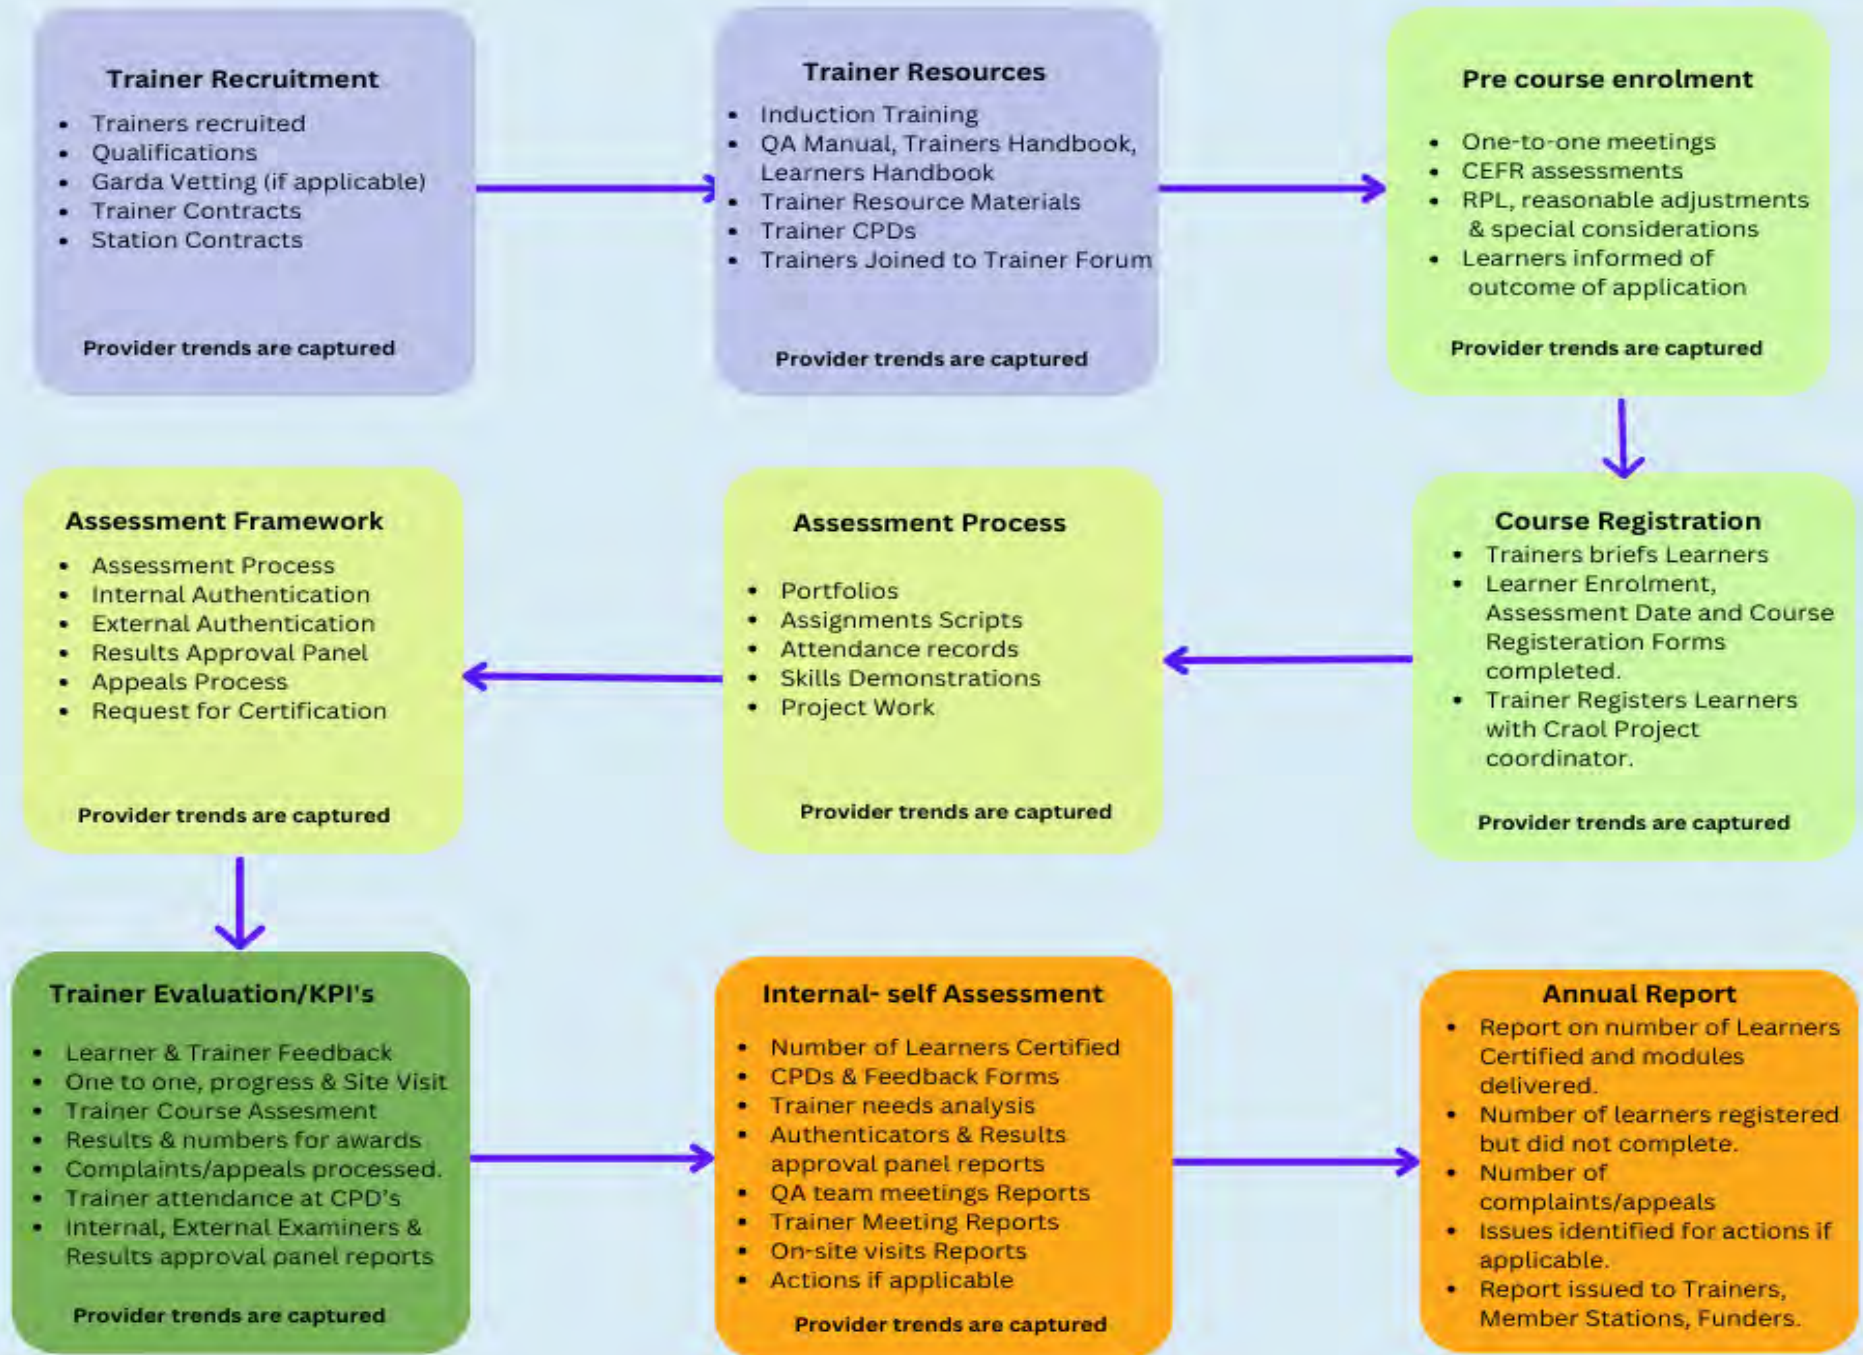 Trainer Recruitment
• Trainers recruited
• Qualifications
• Garda Vetting (if applicable)
• Trainer Contracts
• Station Contracts
Provider trends are captured
Trainer Resources
• Induction Training
• QA Manual, Trainers Handbook,
Learners Handbook
• Trainer Resource Materials
• Trainer CPDs
• Trainers Joined to Trainer Forum
Provider trends are captured
Pre course enrolment
• One-to-one meetings
• CEFR assessments
• RPL, reasonable adjustments
& special considerations
• Learners informed of
outcome of application
Provider trends are captured
Course Registration
• Trainers briefs Learners
• Learner Enrolment,
Assessment Date and Course
Registeration Forms
completed.
• Trainer Registers Learners
with Craol Project
coordinator.
Provider trends are captured
Assessment Process
• Portfolios
• Assignments Scripts
• Attendance records
• Skills Demonstrations
• Project Work
Provider trends are captured
Assessment Framework
• Assessment Process
• Internal Authentication
• External Authentication
• Results Approval Panel
• Appeals Process
• Request for Certification
Provider trends are captured
Trainer Evaluation/KPI's
• Learner & Trainer Feedback
• One to one, progress & Site Visit
• Trainer Course Assesment
• Results & numbers for awards
• Complaints/appeals processed.
• Trainer attendance at CPD's
• Internal, External Examiners &
Results approval panel reports
Provider trends are captured
Internal- self Assessment
• Number of Learners Certified
• CPDs & Feedback Forms
• Trainer needs analysis
• Authenticators & Results
approval panel reports
• QA team meetings Reports
• Trainer Meeting Reports
• On-site visits Reports
• Actions if applicable
Provider trends are captured
Annual Report
• Report on number of Learners
Certified and modules
delivered.
• Number of learners registered
but did not complete.
• Number of
complaints/appeals
• Issues identified for actions if
applicable.
• Report issued to Trainers,
Member Stations, Funders.